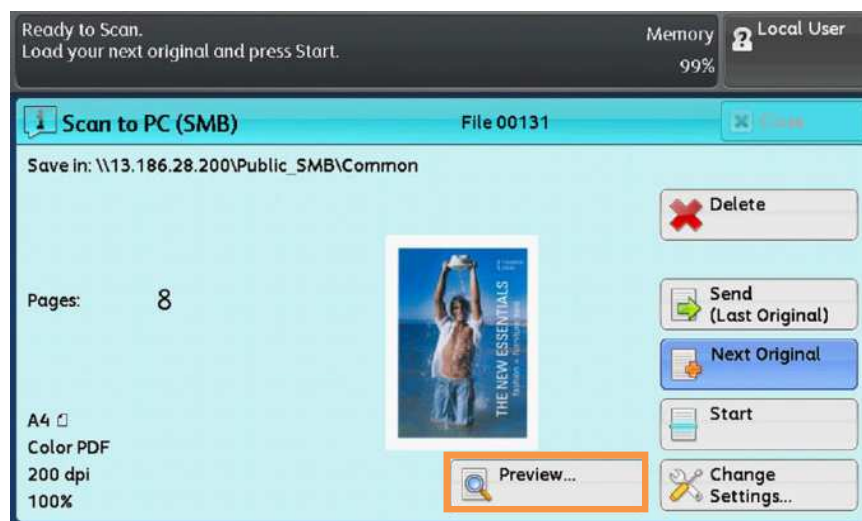 Ready to Scan.
Load your next original and press Start.
Memory
99%
Local User
Scan to PC (SMB)
File 00131
Close
Save in: \\13.186.28.200\Public_SMB\Common
Delete
Pages: 8
THE NEW ESSENTIALS
Send
(Last Original)
Next Original
Start
A4
Color PDF
200 dpi
100%
Preview...
Change
Settings...